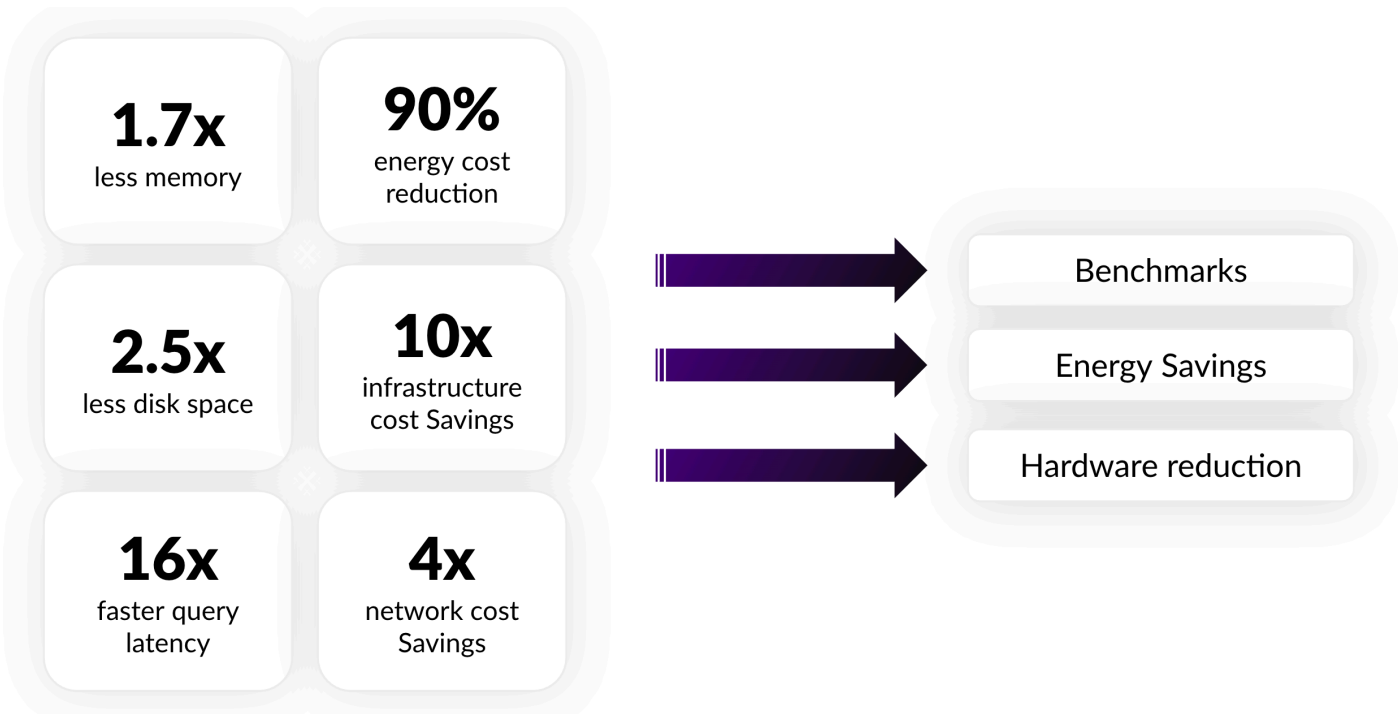 1.7x
less memory
90%
energy cost
reduction
2.5x
less disk space
10x
infrastructure
cost Savings
16x
faster query
latency
4x
network cost
Savings
Benchmarks
Energy Savings
Hardware reduction